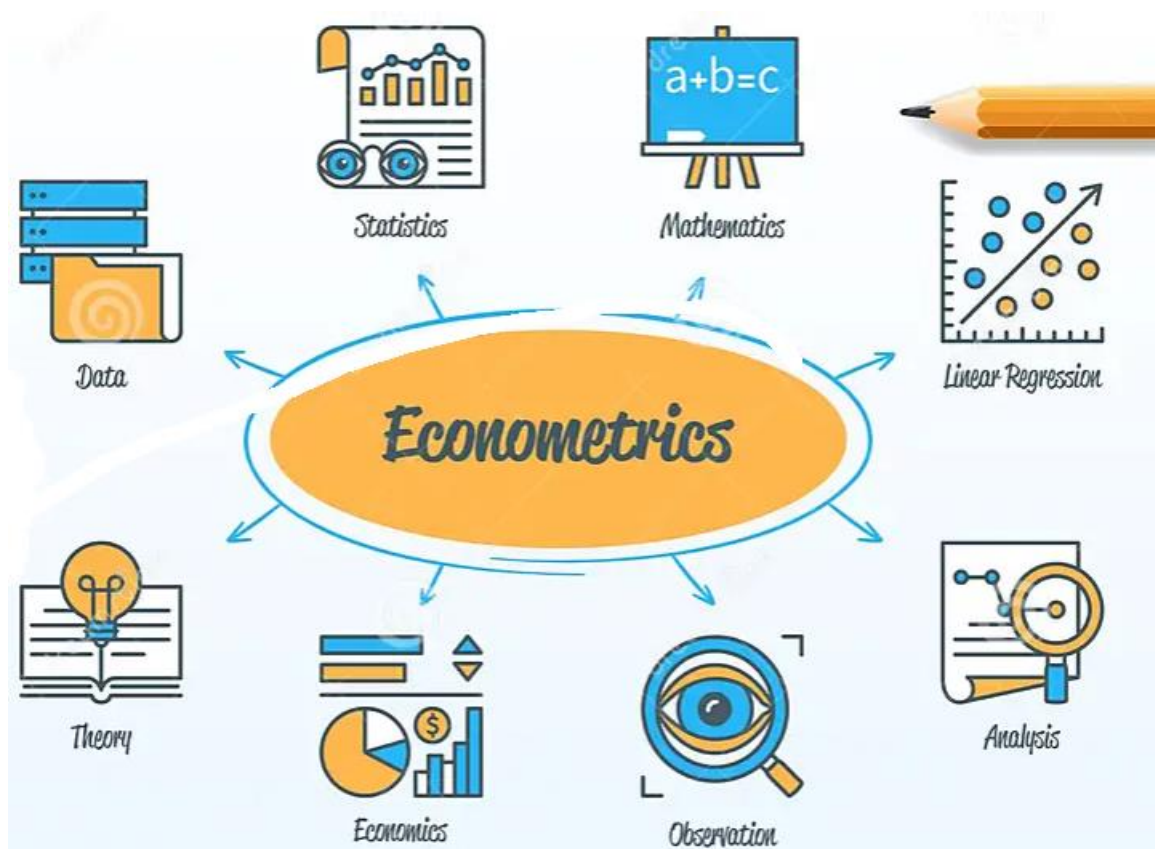 a+b=c
Statistics
Mathematics
Data
Linear Regression
Econometrics
Theory
$
Economics
Observation
Analysis